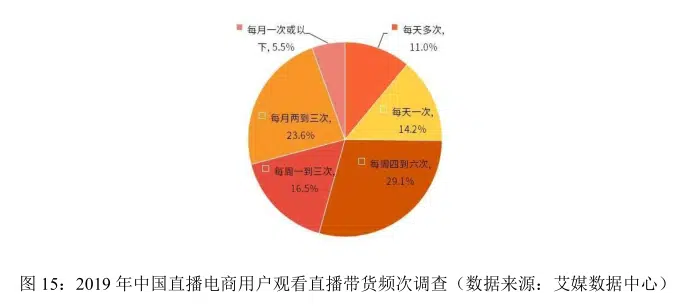 每月一次或以
下, 5.5%
每天多次,
11.0%
每天一次,
14.2%
每月两到三次,
23.6%
每周四到六次,
29.1%
每周一到三次,
16.5%
图 15：2019 年中国直播电商用户观看直播带货频次调查（数据来源：艾媒数据中心）